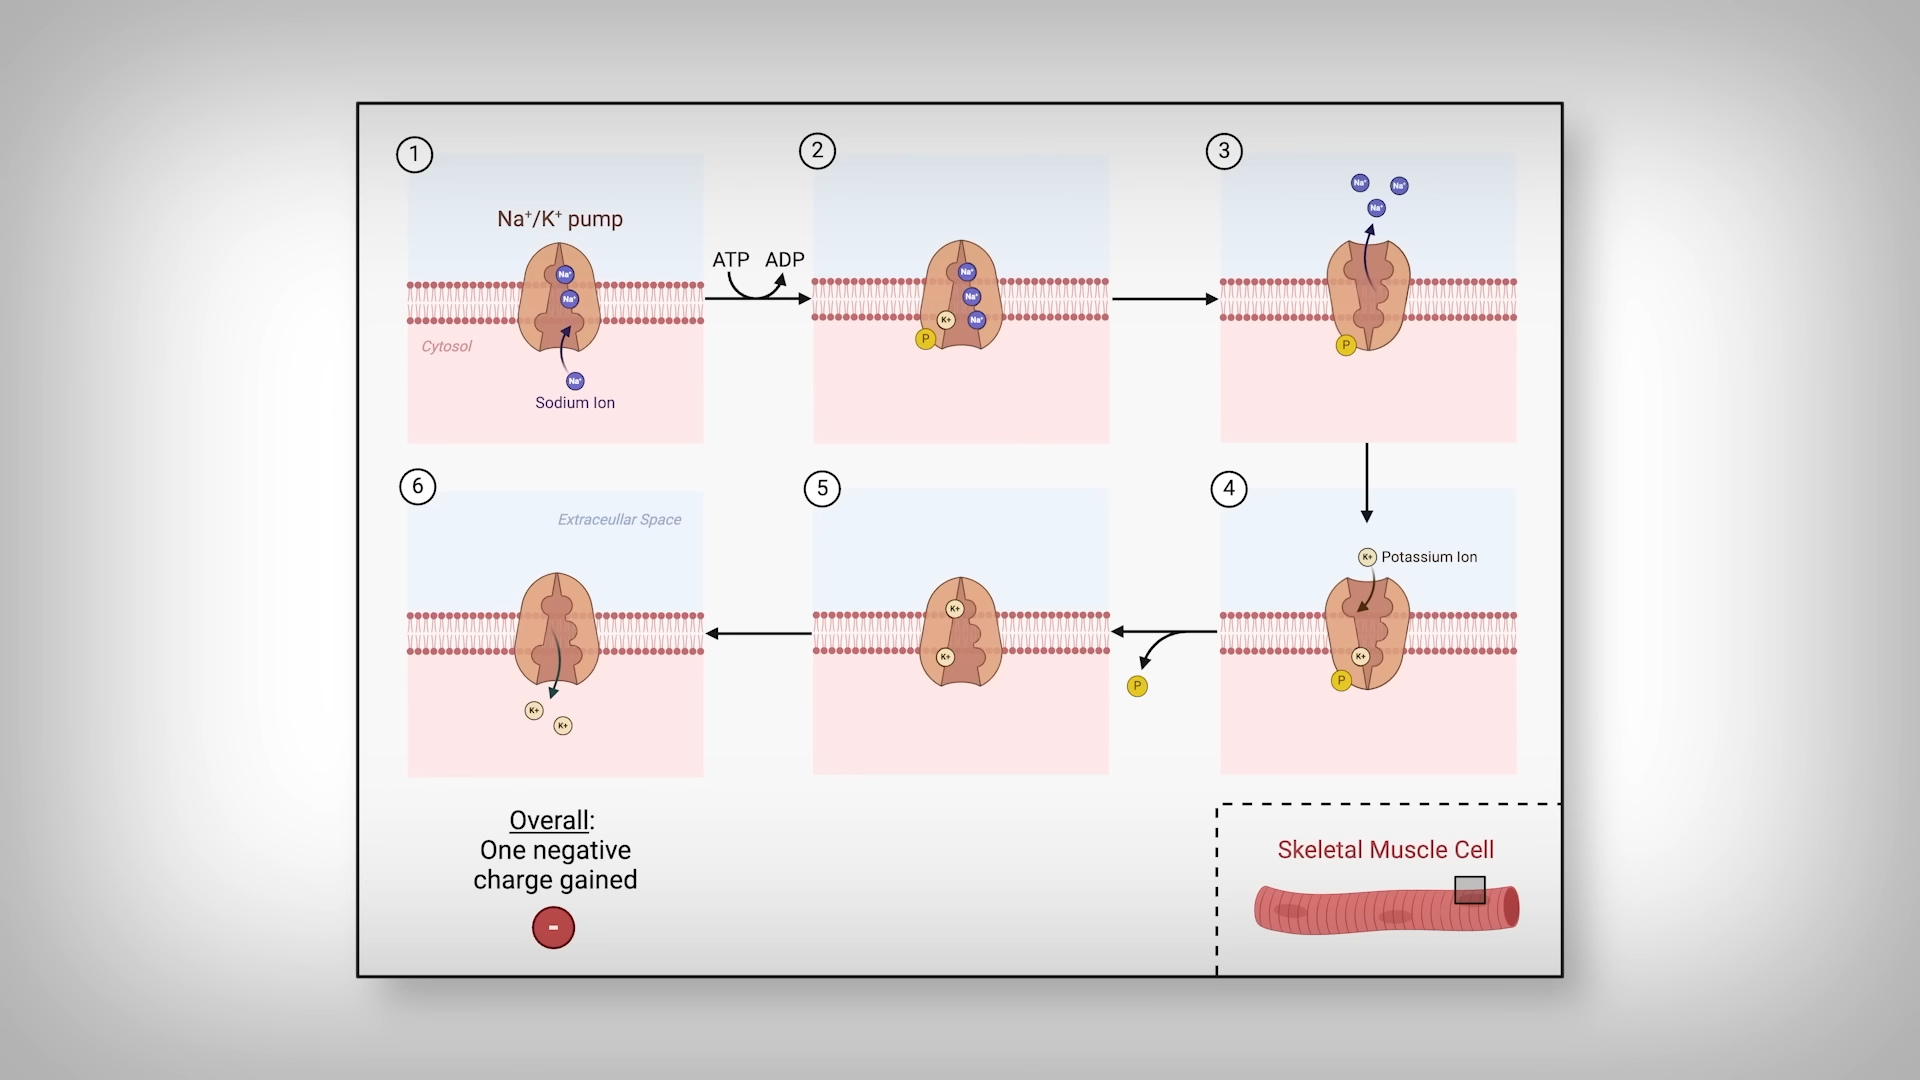 1
Na⁺/K⁺ pump
Na⁺
Na⁺
Cytosol
Na⁺
Sodium Ion
ATP ADP
2
Na⁺
Na⁺
K+ Na⁺
P
3
Na⁺ Na⁺
Na⁺
P
4
K+ Potassium Ion
K+
P
P
5
K+
K+
6
Extraceullar Space
K+
K+
Overall:
One negative
charge gained
-
Skeletal Muscle Cell